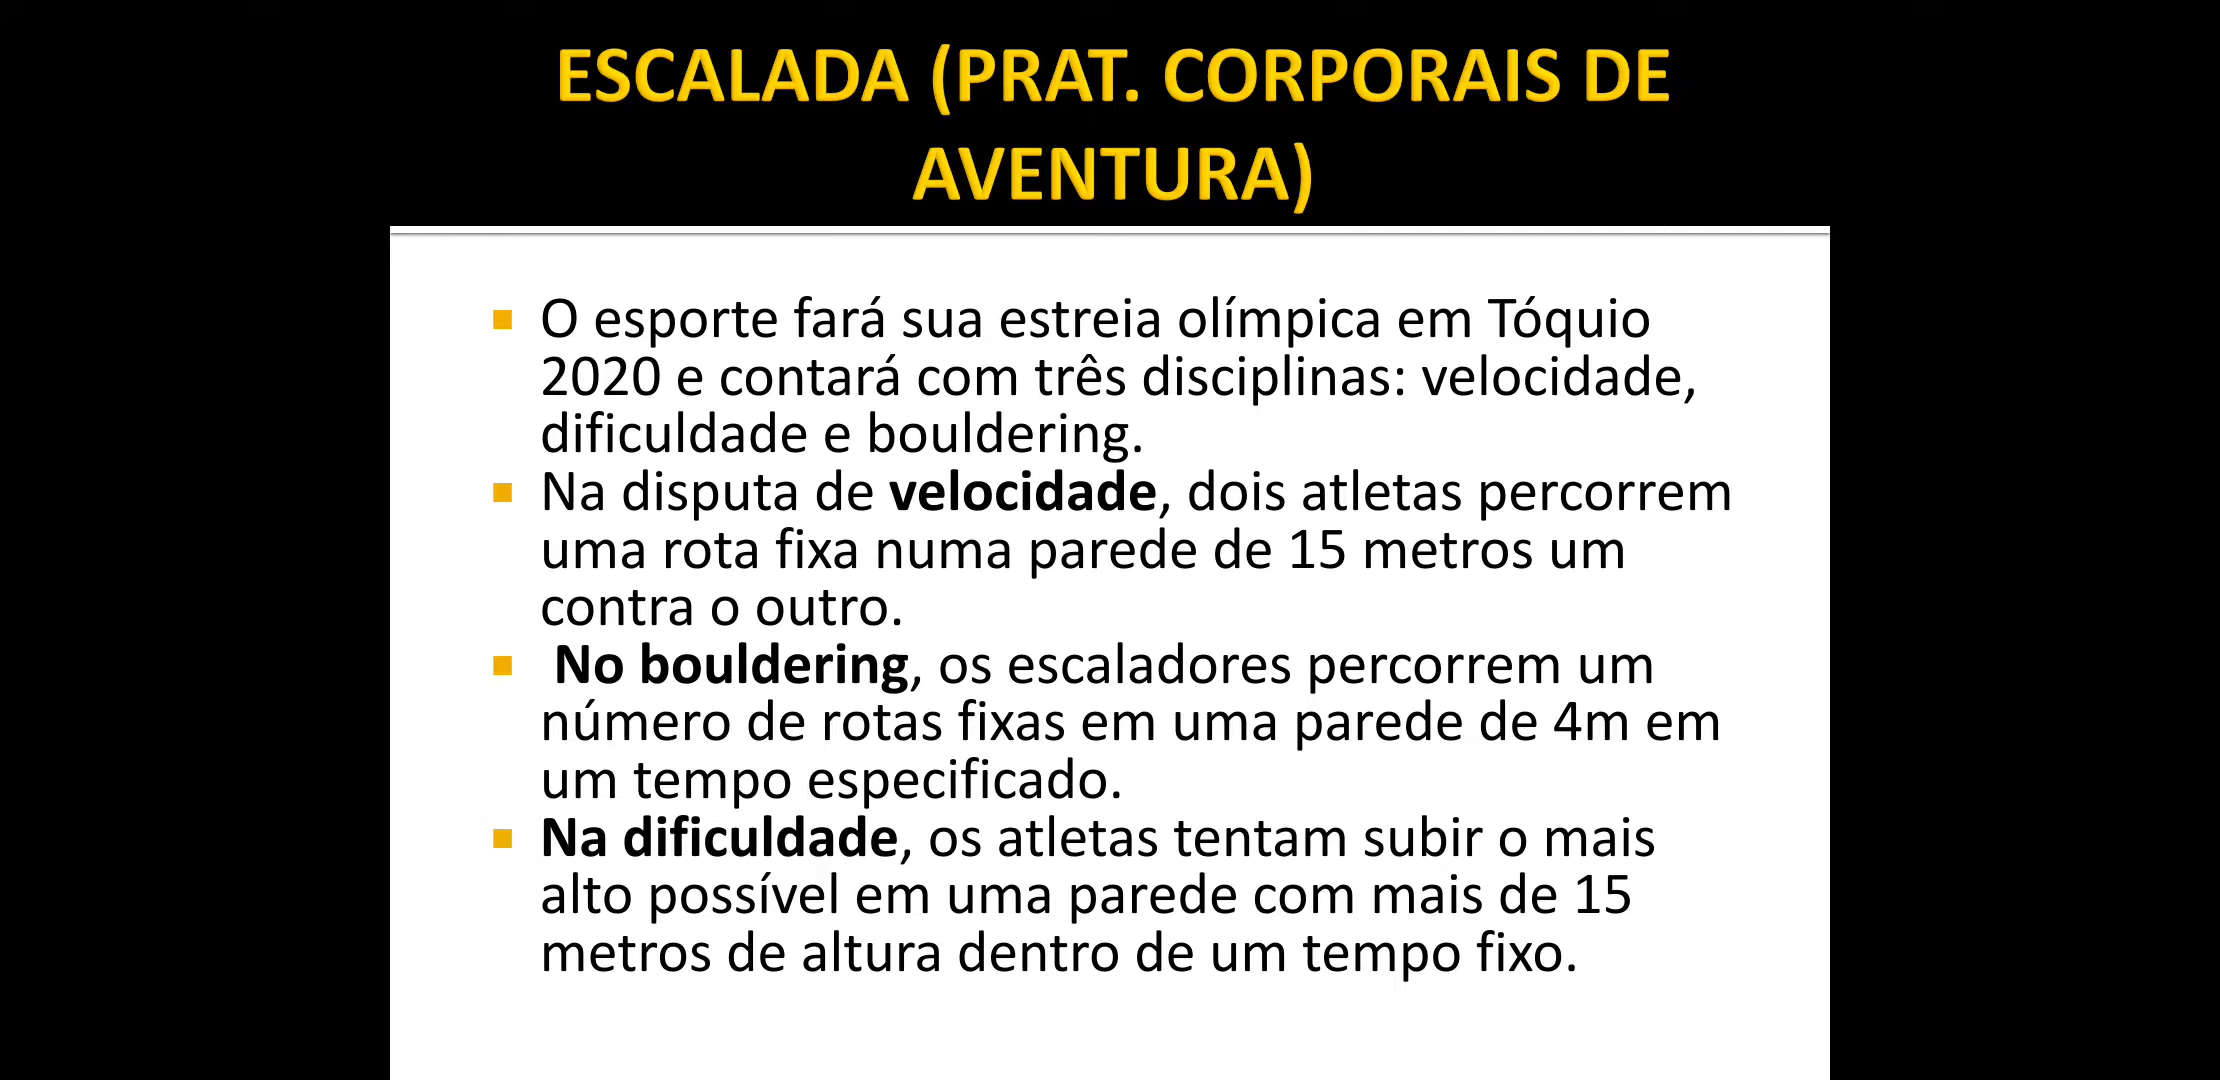 ESCALADA (PRAT. CORPORAIS DE
AVENTURA)
O esporte fará sua estreia olímpica em Tóquio
2020 e contará com três disciplinas: velocidade,
dificuldade e bouldering.
Na disputa de velocidade, dois atletas percorrem
uma rota fixa numa parede de 15 metros um
contra o outro.
No bouldering, os escaladores percorrem um
número de rotas fixas em uma parede de 4m em
um tempo especificado.
Na dificuldade, os atletas tentam subir o mais
alto possível em uma parede com mais de 15
metros de altura dentro de um tempo fixo.